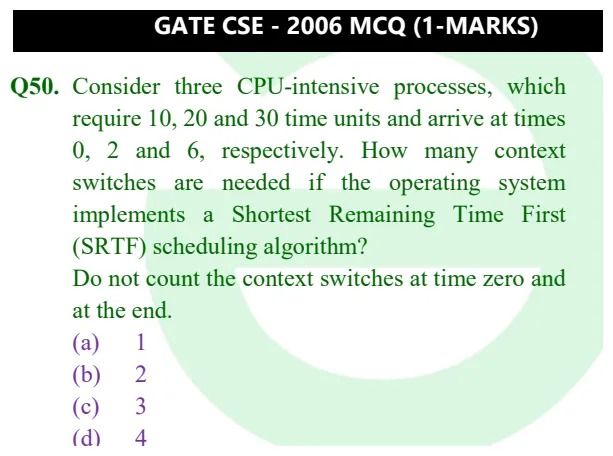 GATE CSE - 2006 MCQ (1-MARKS)
Q50. Consider three CPU-intensive processes, which
require 10, 20 and 30 time units and arrive at times
0, 2 and 6, respectively. How many context
switches are needed if the operating system
implements a Shortest Remaining Time First
(SRTF) scheduling algorithm?
Do not count the context switches at time zero and
at the end.
(a) 1
(b) 2
(c) 3
(d) 4